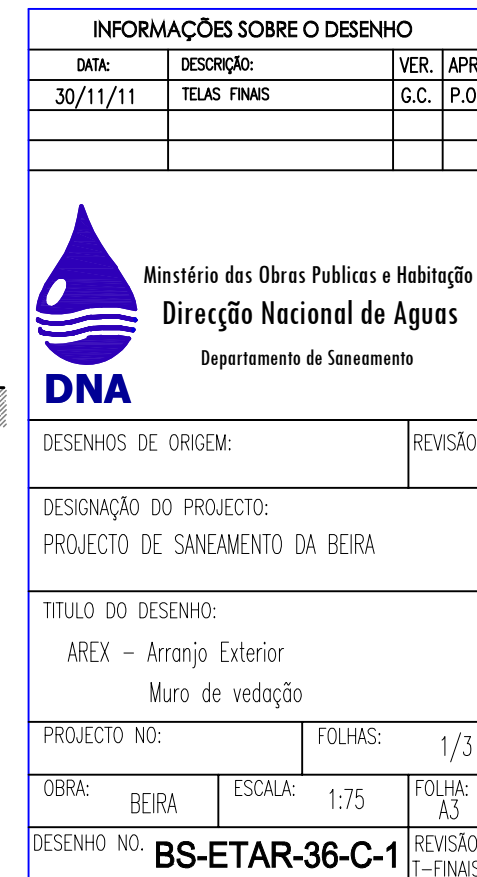 INFORMAÇÕES SOBRE O DESENHO
DATA: DESCRIÇÃO: VER. APR
30/11/11 TELAS FINAIS G.C. P.O
Minstério das Obras Publicas e Habitação
Direcção Nacional de Aguas
Departamento de Saneamento
DNA
DESENHOS DE ORIGEM: REVISÃO
DESIGNAÇÃO DO PROJECTO:
PROJECTO DE SANEAMENTO DA BEIRA
TITULO DO DESENHO:
AREX – Arranjo Exterior
Muro de vedação
PROJECTO NO: FOLHAS: 1/3
OBRA: BEIRA ESCALA: 1:75 FOLHA: A3
DESENHO NO. BS-ETAR-36-C-1 REVISÃO
T–FINAIS